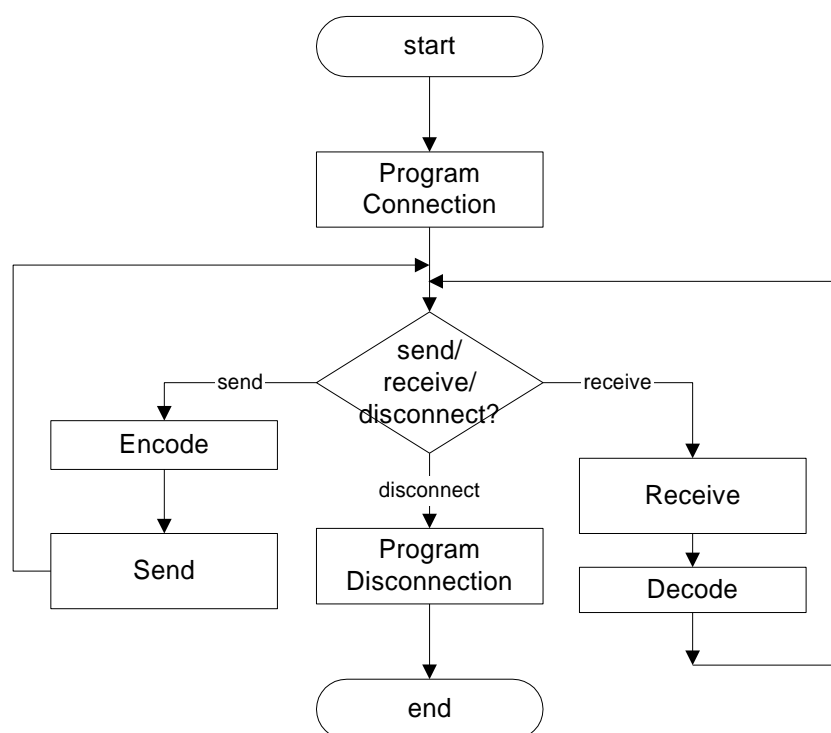 start
Program
Connection
send/
receive/
disconnect?
send
receive
Encode
Receive
disconnect
Program
Disconnection
Send
Decode
end